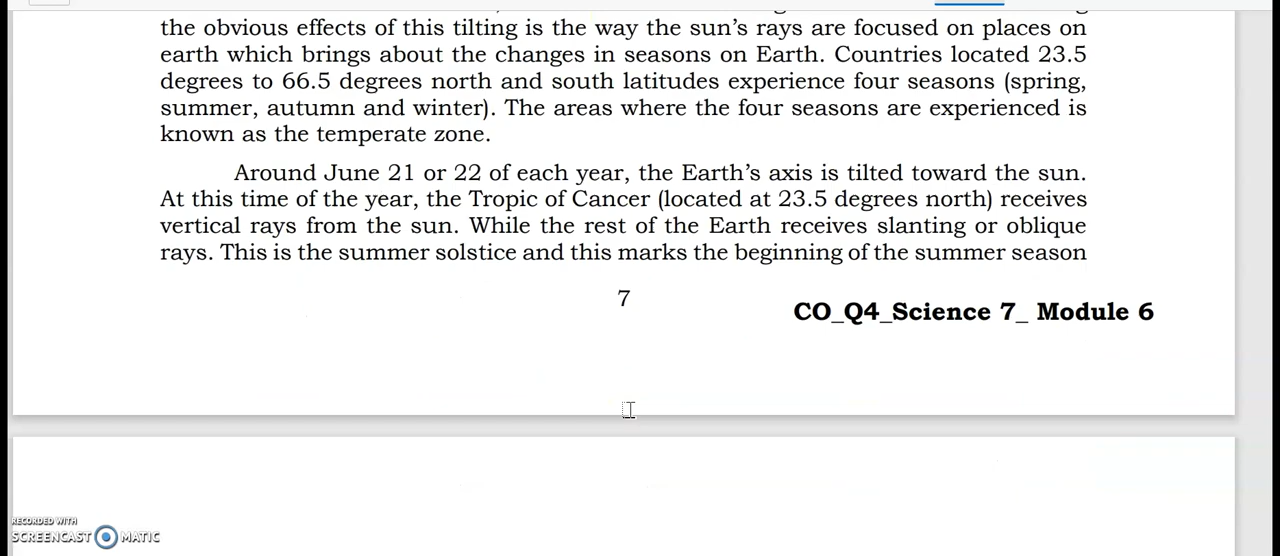 the obvious effects of this tilting is the way the sun's rays are focused on places on
earth which brings about the changes in seasons on Earth. Countries located 23.5
degrees to 66.5 degrees north and south latitudes experience four seasons (spring,
summer, autumn and winter). The areas where the four seasons are experienced is
known as the temperate zone.
Around June 21 or 22 of each year, the Earth's axis is tilted toward the sun.
At this time of the year, the Tropic of Cancer (located at 23.5 degrees north) receives
vertical rays from the sun. While the rest of the Earth receives slanting or oblique
rays. This is the summer solstice and this marks the beginning of the summer season
7
CO_Q4_Science 7_ Module 6
RECORDED WITH
SCREENCAST MATIC